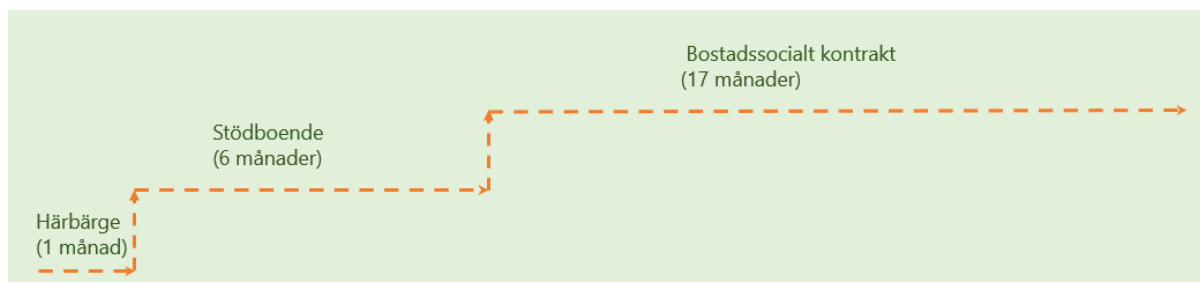 Bostadssocialt kontrakt
(17 månader)
Stödboende
(6 månader)
Härbärge
(1 månad)